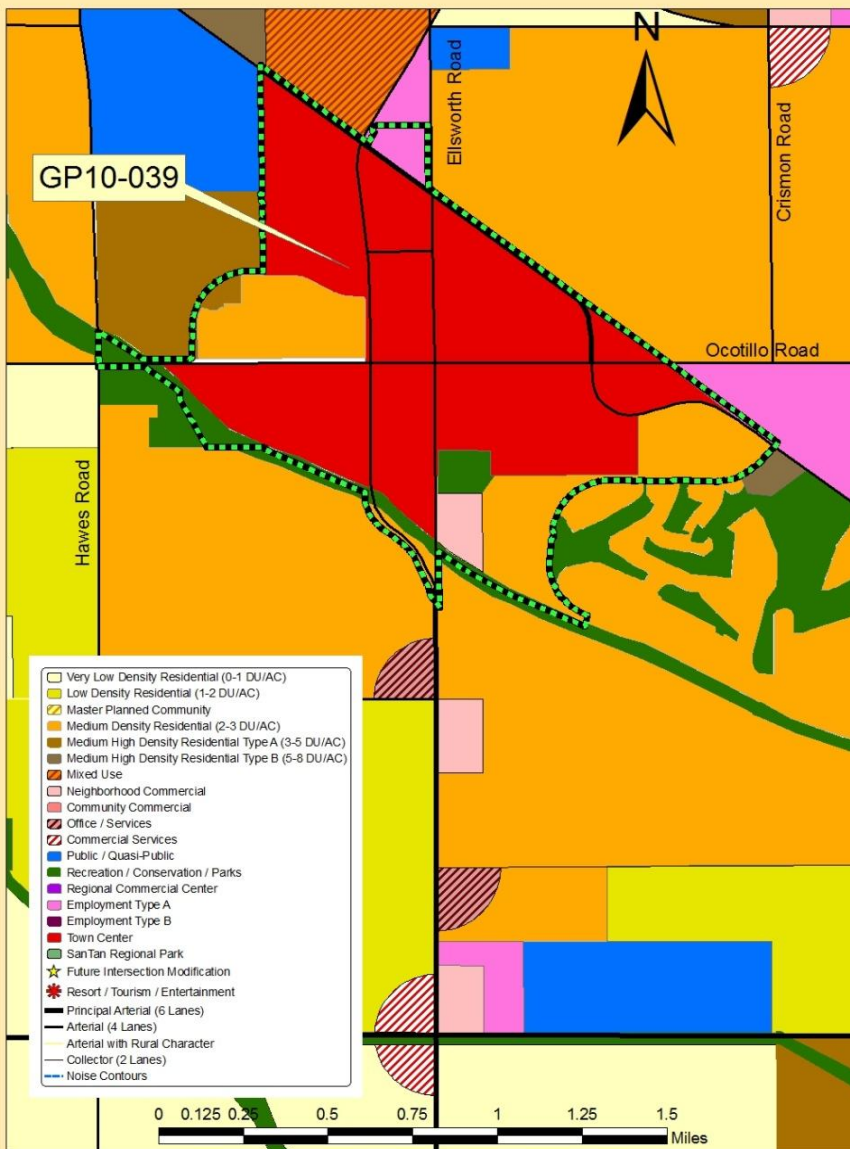 N
Ellsworth Road
Crismon Road
GP10-039
Ocotillo Road
Hawes Road
Very Low Density Residential (0-1 DU/AC)
Low Density Residential (1-2 DU/AC)
Master Planned Community
Medium Density Residential (2-3 DU/AC)
Medium High Density Residential Type A (3-5 DU/AC)
Medium High Density Residential Type B (5-8 DU/AC)
Mixed Use
Neighborhood Commercial
Community Commercial
Office / Services
Commercial Services
Public / Quasi-Public
Recreation / Conservation / Parks
Regional Commercial Center
Employment Type A
Employment Type B
Town Center
SanTan Regional Park
Future Intersection Modification
Resort / Tourism / Entertainment
Principal Arterial (6 Lanes)
Arterial (4 Lanes)
Arterial with Rural Character
Collector (2 Lanes)
Noise Contours
0 0.125 0.25 0.5 0.75 1 1.25 1.5
Miles